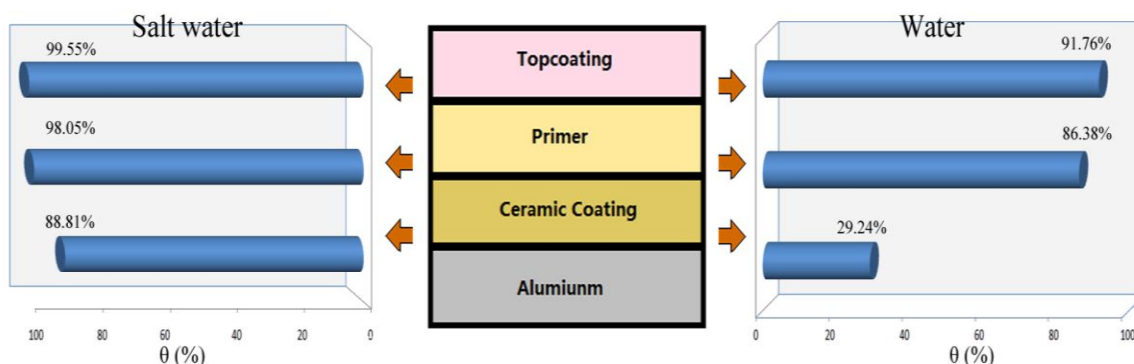 Salt water
99.55%
98.05%
88.81%
100 80 60 40 20 0
θ (%)
Topcoating
Primer
Ceramic Coating
Alumiunm
Water
91.76%
86.38%
29.24%
0 20 40 60 80 100
θ (%)